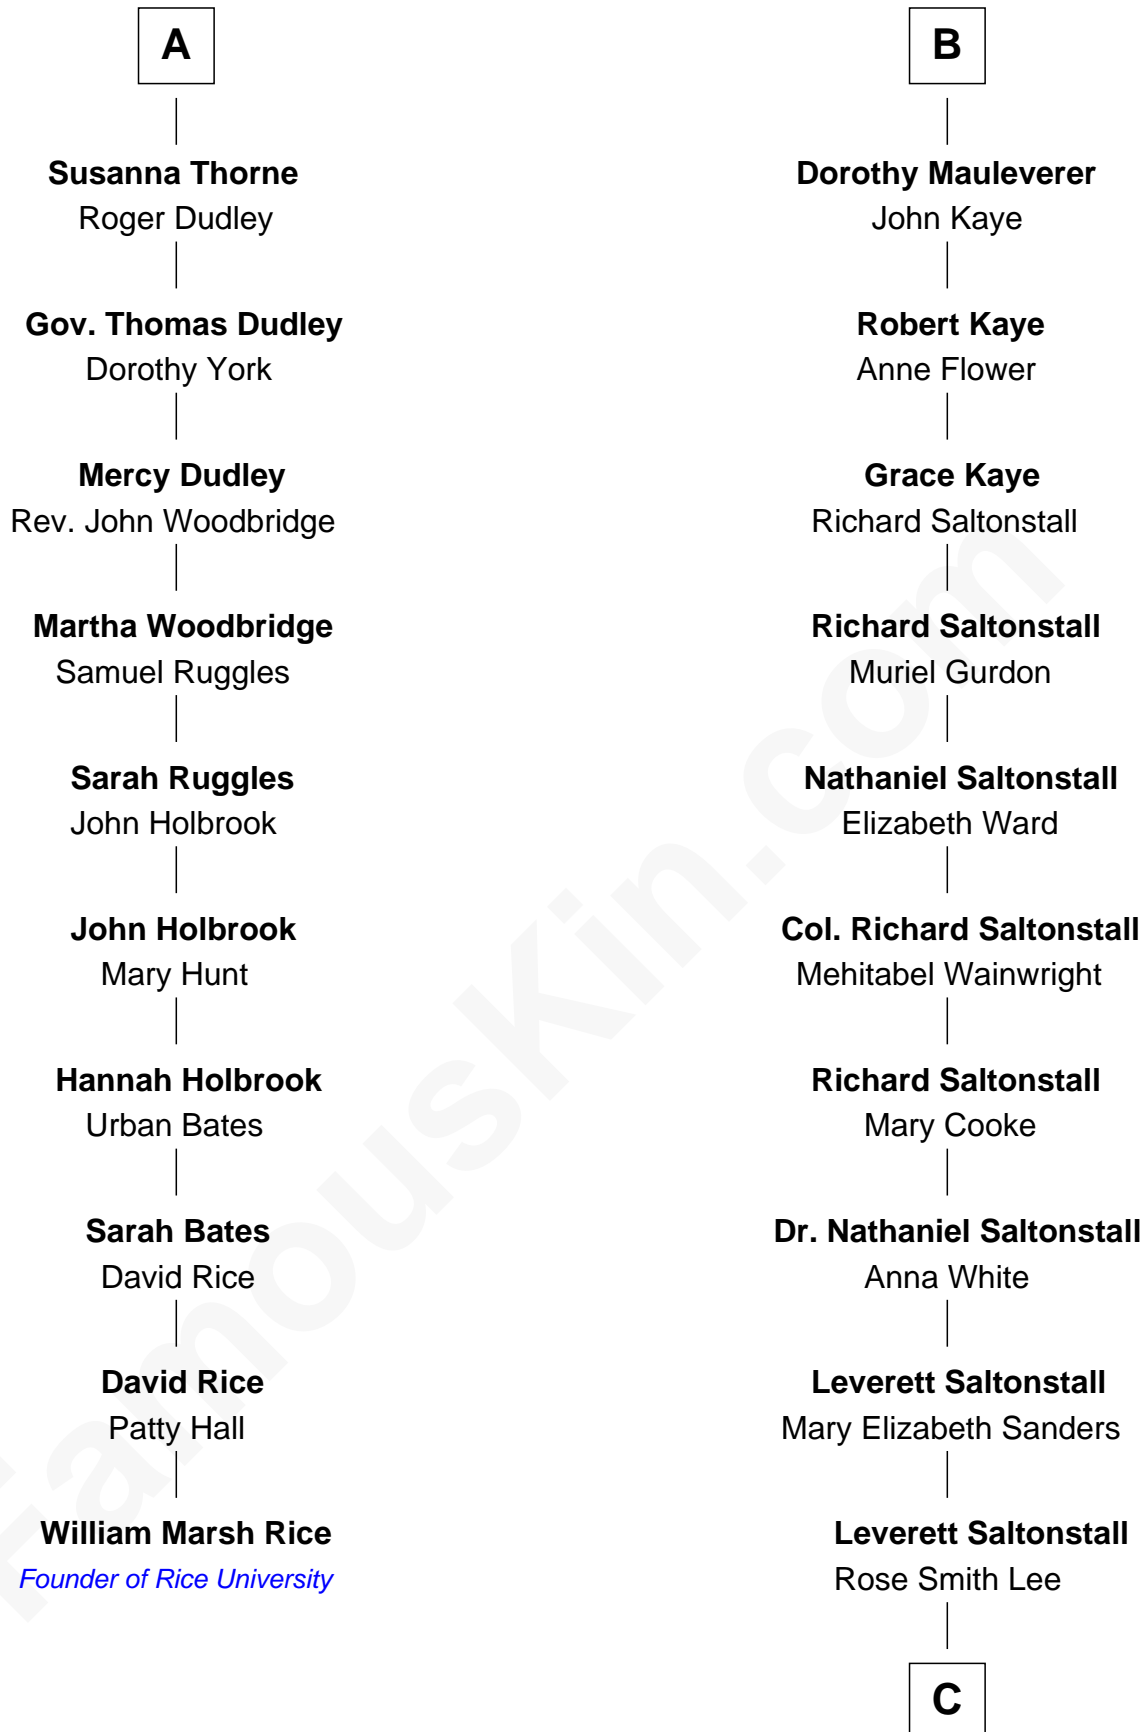 A
Susanna Thorne
Roger Dudley
Gov. Thomas Dudley
Dorothy York
Mercy Dudley
Rev. John Woodbridge
Martha Woodbridge
Samuel Ruggles
Sarah Ruggles
John Holbrook
John Holbrook
Mary Hunt
Hannah Holbrook
Urban Bates
Sarah Bates
David Rice
David Rice
Patty Hall
William Marsh Rice
Founder of Rice University
B
Dorothy Mauleverer
John Kaye
Robert Kaye
Anne Flower
Grace Kaye
Richard Saltonstall
Richard Saltonstall
Muriel Gurdon
Nathaniel Saltonstall
Elizabeth Ward
Col. Richard Saltonstall
Mehitabel Wainwright
Richard Saltonstall
Mary Cooke
Dr. Nathaniel Saltonstall
Anna White
Leverett Saltonstall
Mary Elizabeth Sanders
Leverett Saltonstall
Rose Smith Lee
C
FamousKin.com